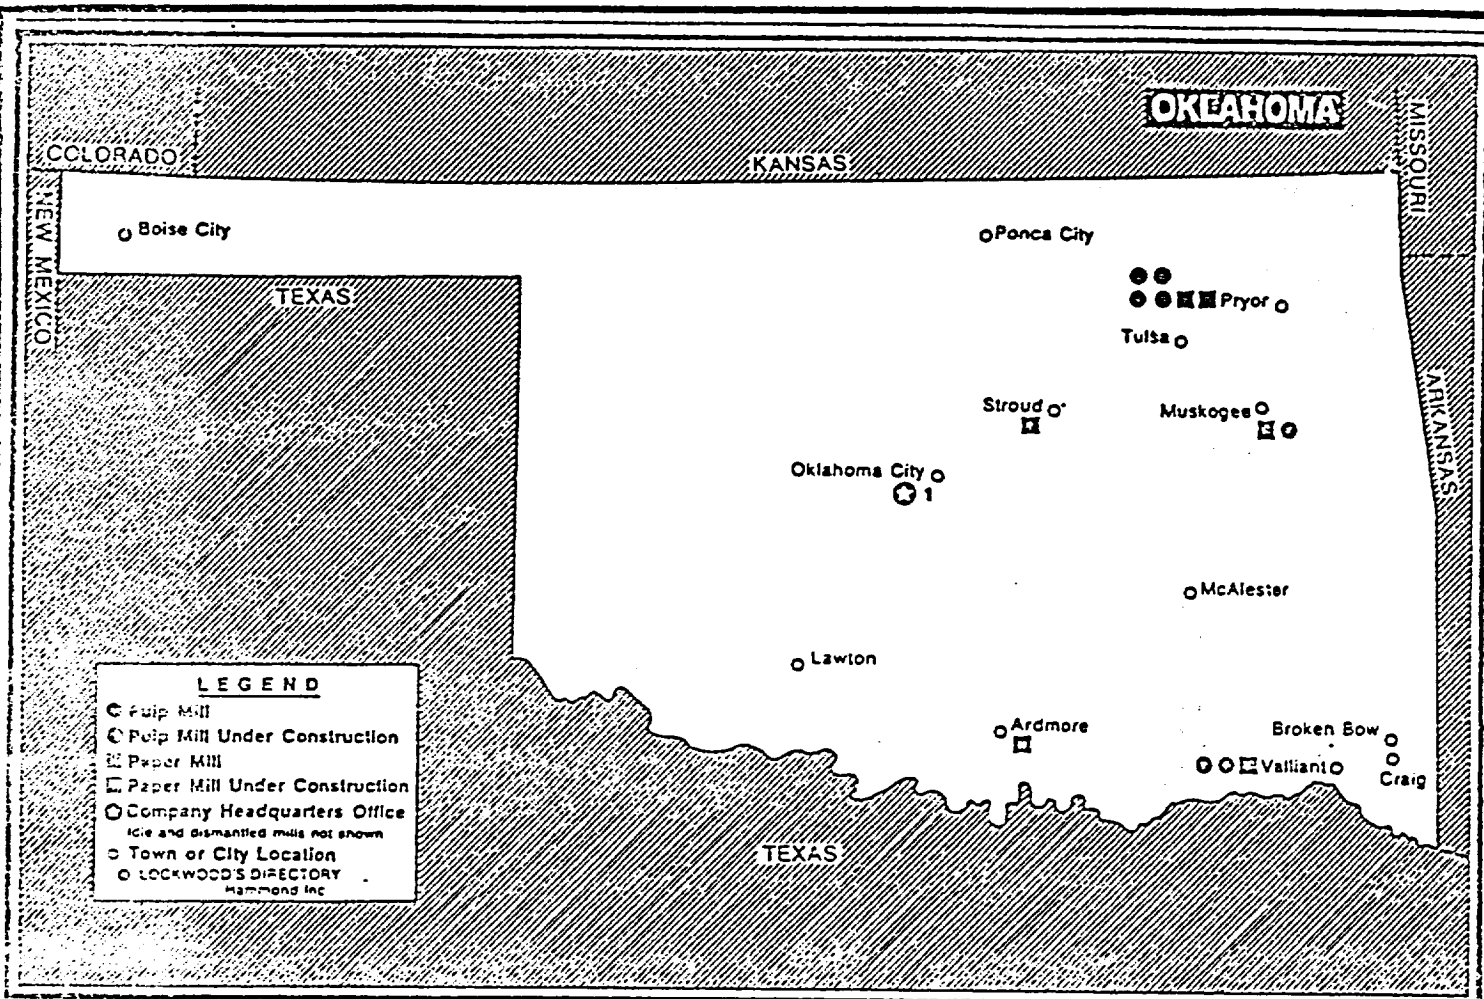 OKLAHOMA
MISSOURI
COLORADO
KANSAS
NEW MEXICO
Boise City
Ponca City
TEXAS
Pryor
Tulsa
ARKANSAS
Stroud
Muskogee
Oklahoma City
1
McAlester
Lawton
LEGEND
Pulp Mill
Pulp Mill Under Construction
Paper Mill
Paper Mill Under Construction
Company Headquarters Office
Idle and dismantled mills not shown
Town or City Location
© LOCKWOOD'S DIRECTORY
Hammond Inc
Ardmore
Broken Bow
Valliant
Craig
TEXAS